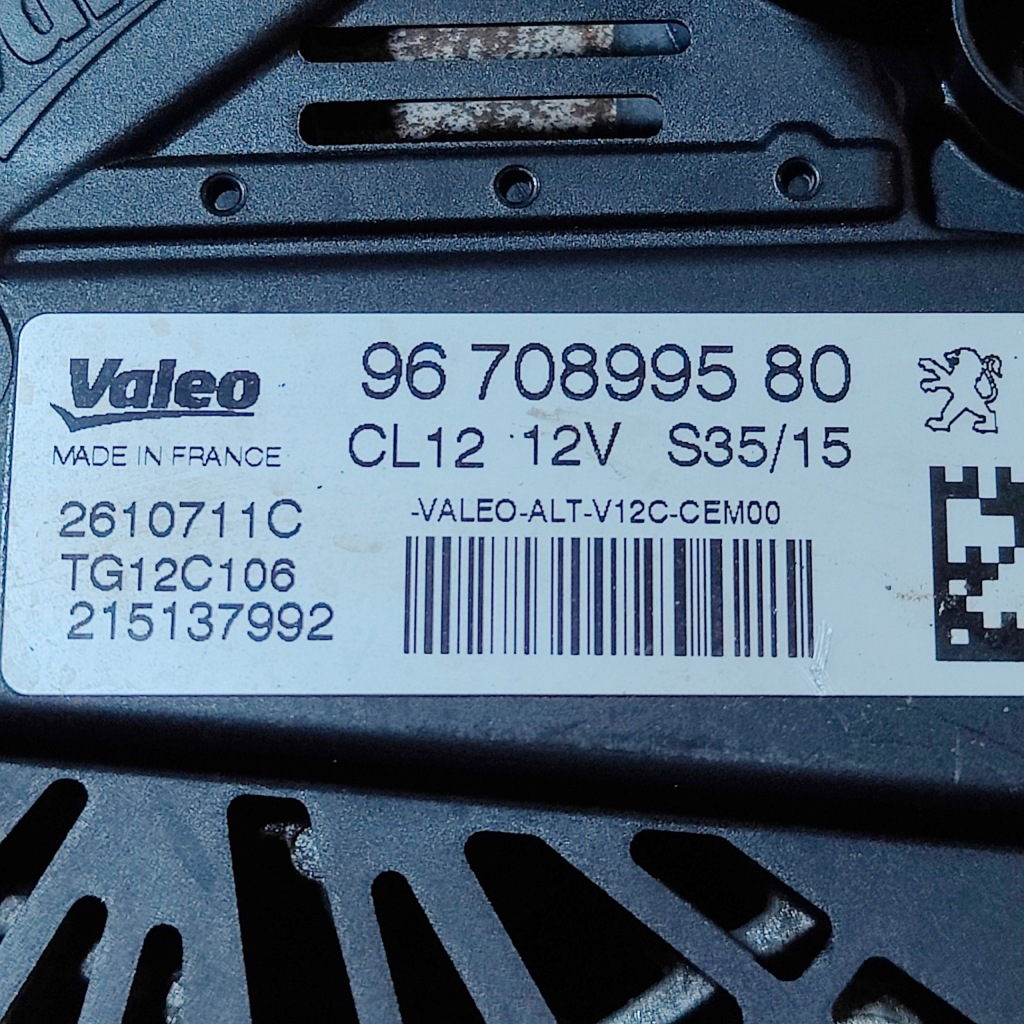 Valeo
96 708995 80
MADE IN FRANCE
CL12 12V S35/15
2610711C
-VALEO-ALT-V12C-CEM00
TG12C106
215137992